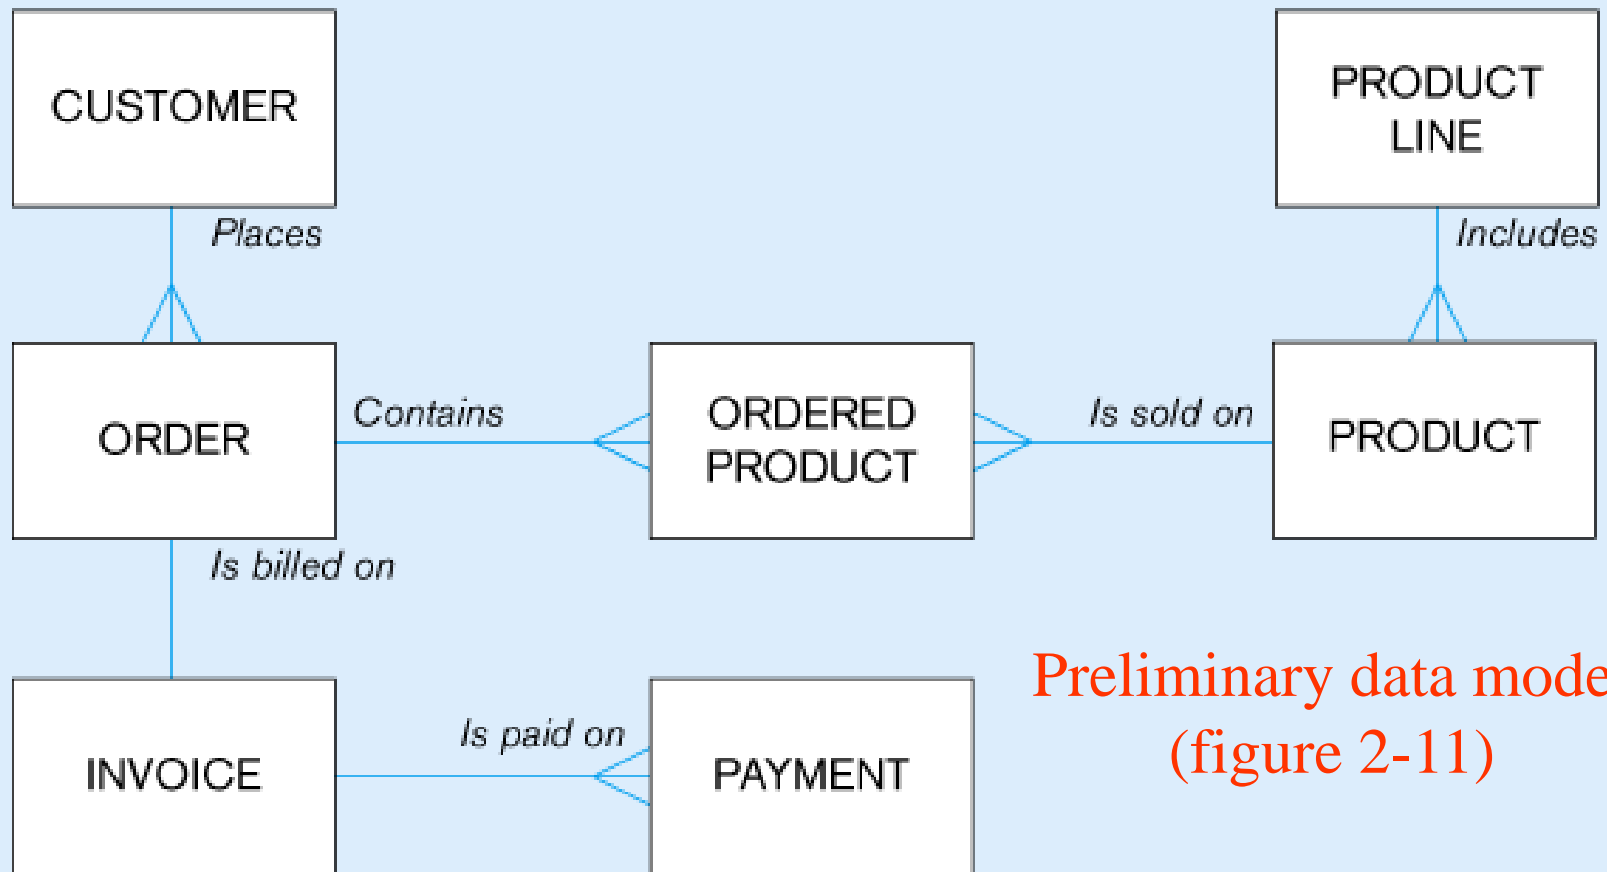 CUSTOMER
PRODUCT
LINE
Places
Includes
ORDER
Contains
ORDERED
PRODUCT
Is sold on
PRODUCT
Is billed on
INVOICE
Is paid on
PAYMENT
Preliminary data mode
(figure 2-11)